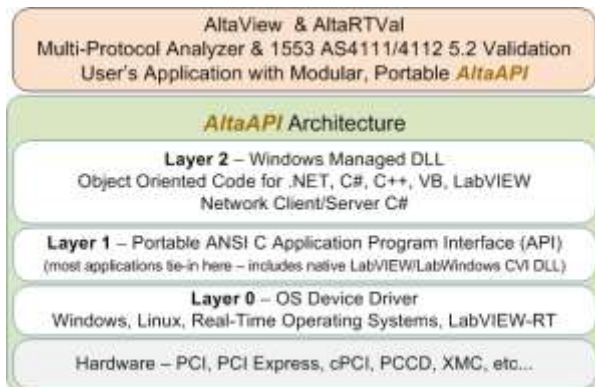 AltaView & AltaRTVal
Multi-Protocol Analyzer & 1553 AS4111/4112 5.2 Validation
User's Application with Modular, Portable AltaAPI
AltaAPI Architecture
Layer 2 – Windows Managed DLL
Object Oriented Code for .NET, C#, C++, VB, LabVIEW
Network Client/Server C#
Layer 1 – Portable ANSI C Application Program Interface (API)
(most applications tie-in here – includes native LabVIEW/LabWindows CVI DLL)
Layer 0 – OS Device Driver
Windows, Linux, Real-Time Operating Systems, LabVIEW-RT
Hardware – PCI, PCI Express, cPCI, PCCD, XMC, etc...